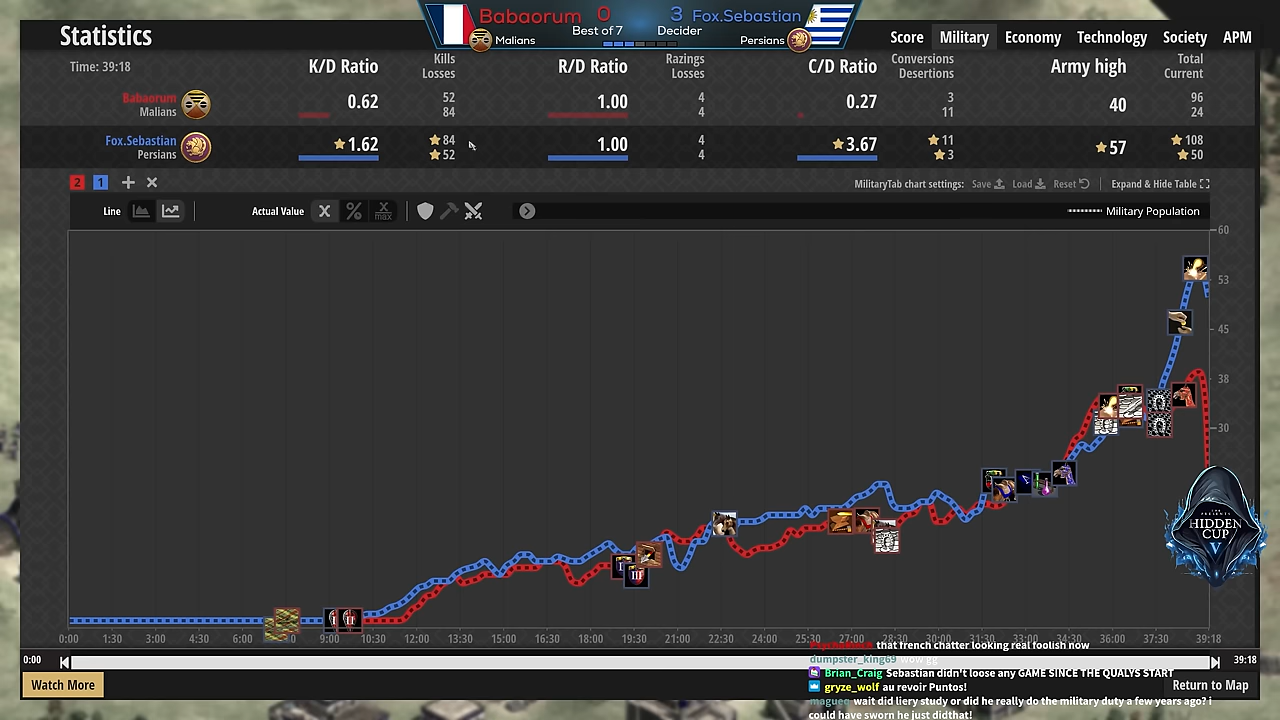 Babaorum 0
3 Fox.Sebastian
Best of 7
Decider
Malians
Persians
Statistics
Score Military Economy Technology Society APM
Time: 39:18
K/D Ratio
Kills
Losses
R/D Ratio
Razings
Losses
C/D Ratio
Conversions
Desertions
Army high
Total
Current
Babaorum
Malians
0.62
52
84
1.00
4
4
0.27
3
11
40
96
24
Fox.Sebastian
Persians
1.62
84
52
1.00
4
4
3.67
11
3
57
108
50
2 1
MilitaryTab chart settings: Save Load Reset
Expand & Hide Table
Line
Actual Value
X % X max
Military Population
60
53
45
38
30
HIDDEN
CUP
V
0:00 1:30 3:00 4:30 6:00 9:00 10:30 12:00 13:30 15:00 16:30 18:00 19:30 21:00 22:30 24:00 25:30 27:00 28:30 30:00 31:30 33:00 34:30 36:00 37:30 39:18
that french chatter looking real foolish now
dumpster_king69 wow gg
Brian_Craig Sebastian didn't loose any GAME SINCE THE QUALYS START
gryze_wolf au revoir Puntos!
magueq wait did liery study or did he really do the military duty a few years ago? i
could have sworn he just didthat!
0:00
39:18
Watch More
Return to Map